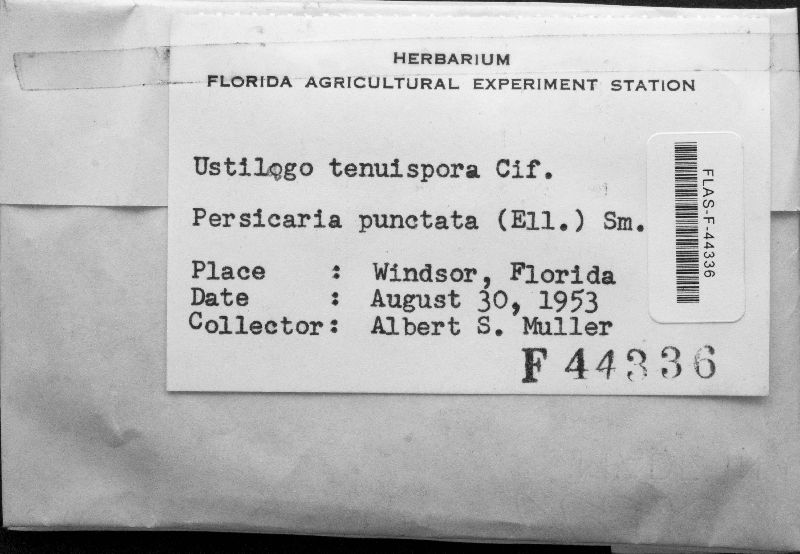 HERBARIUM
FLORIDA AGRICULTURAL EXPERIMENT STATION
Ustilogo tenuispora Cif.
Persicaria punctata (Ell.) Sm.
Place : Windsor, Florida
Date : August 30, 1953
Collector: Albert S. Muller
F 44336
FLAS-F-44336